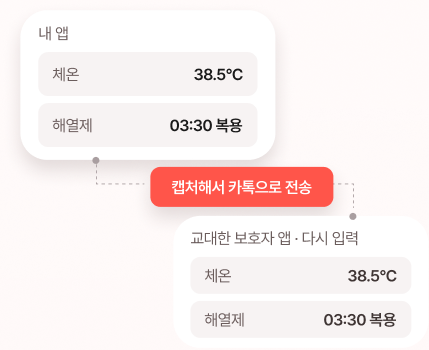 내 앱
체온 38.5°C
해열제 03:30 복용
캡처해서 카톡으로 전송
교대한 보호자 앱 · 다시 입력
체온 38.5°C
해열제 03:30 복용